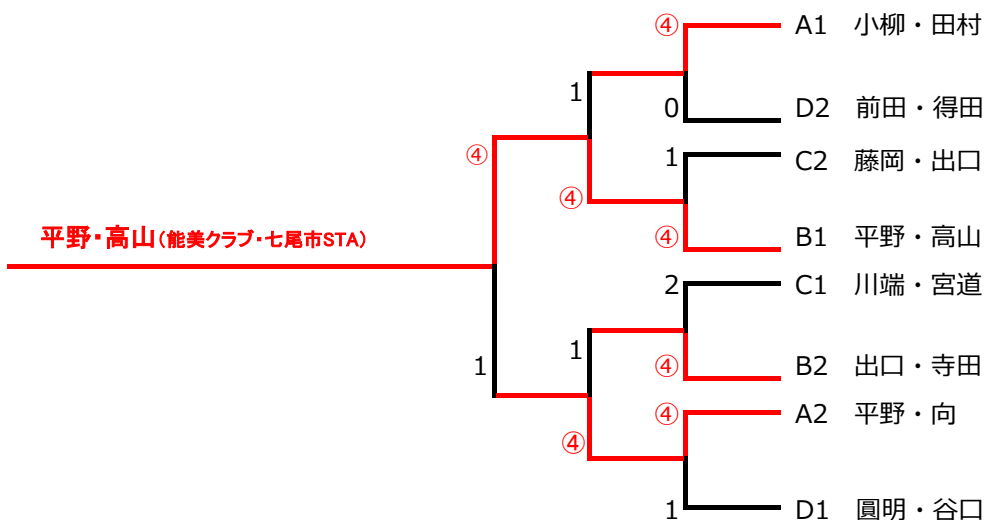 ④ A1 小柳・田村
1
0 D2 前田・得田
④ 1 C2 藤岡・出口
④
平野・高山(能美クラブ・七尾市STA) ④ B1 平野・高山
2 C1 川端・宮道
1 1
④ B2 出口・寺田
④ A2 平野・向
④
1 D1 圓明・谷口